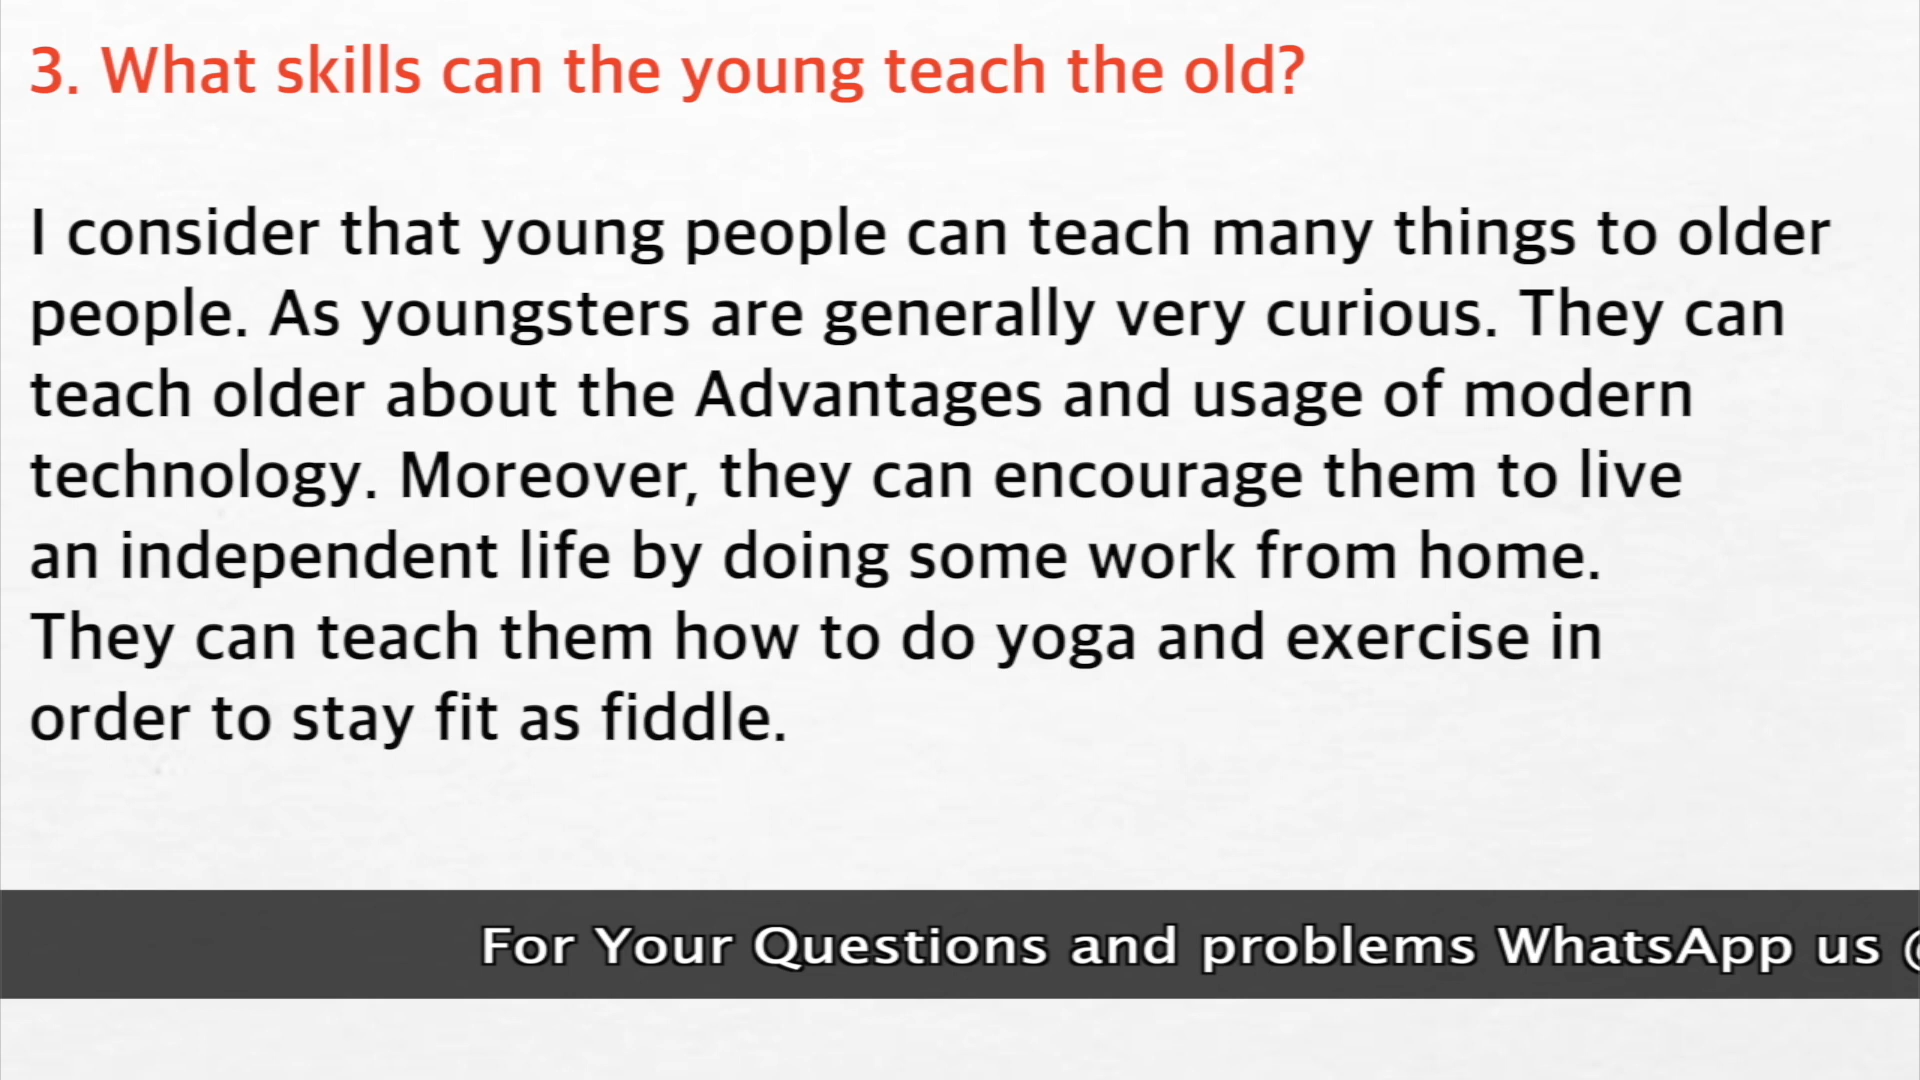 3. What skills can the young teach the old?
I consider that young people can teach many things to older
people. As youngsters are generally very curious. They can
teach older about the Advantages and usage of modern
technology. Moreover, they can encourage them to live
an independent life by doing some work from home.
They can teach them how to do yoga and exercise in
order to stay fit as fiddle.
For Your Questions and problems WhatsApp us